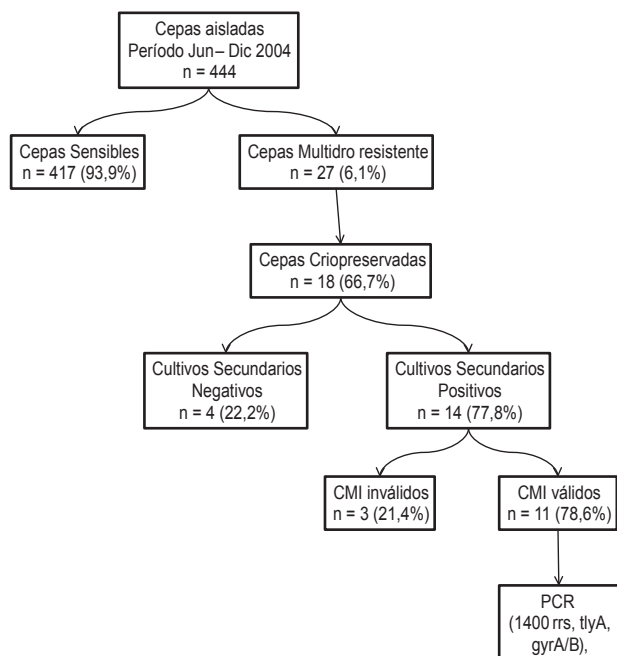 Cepas aisladas
Período Jun– Dic 2004
n = 444
Cepas Sensibles
n = 417 (93,9%)
Cepas Multidro resistente
n = 27 (6,1%)
Cepas Criopreservadas
n = 18 (66,7%)
Cultivos Secundarios
Negativos
n = 4 (22,2%)
Cultivos Secundarios
Positivos
n = 14 (77,8%)
CMI inválidos
n = 3 (21,4%)
CMI válidos
n = 11 (78,6%)
PCR
(1400 rrs, tlyA,
gyrA/B),